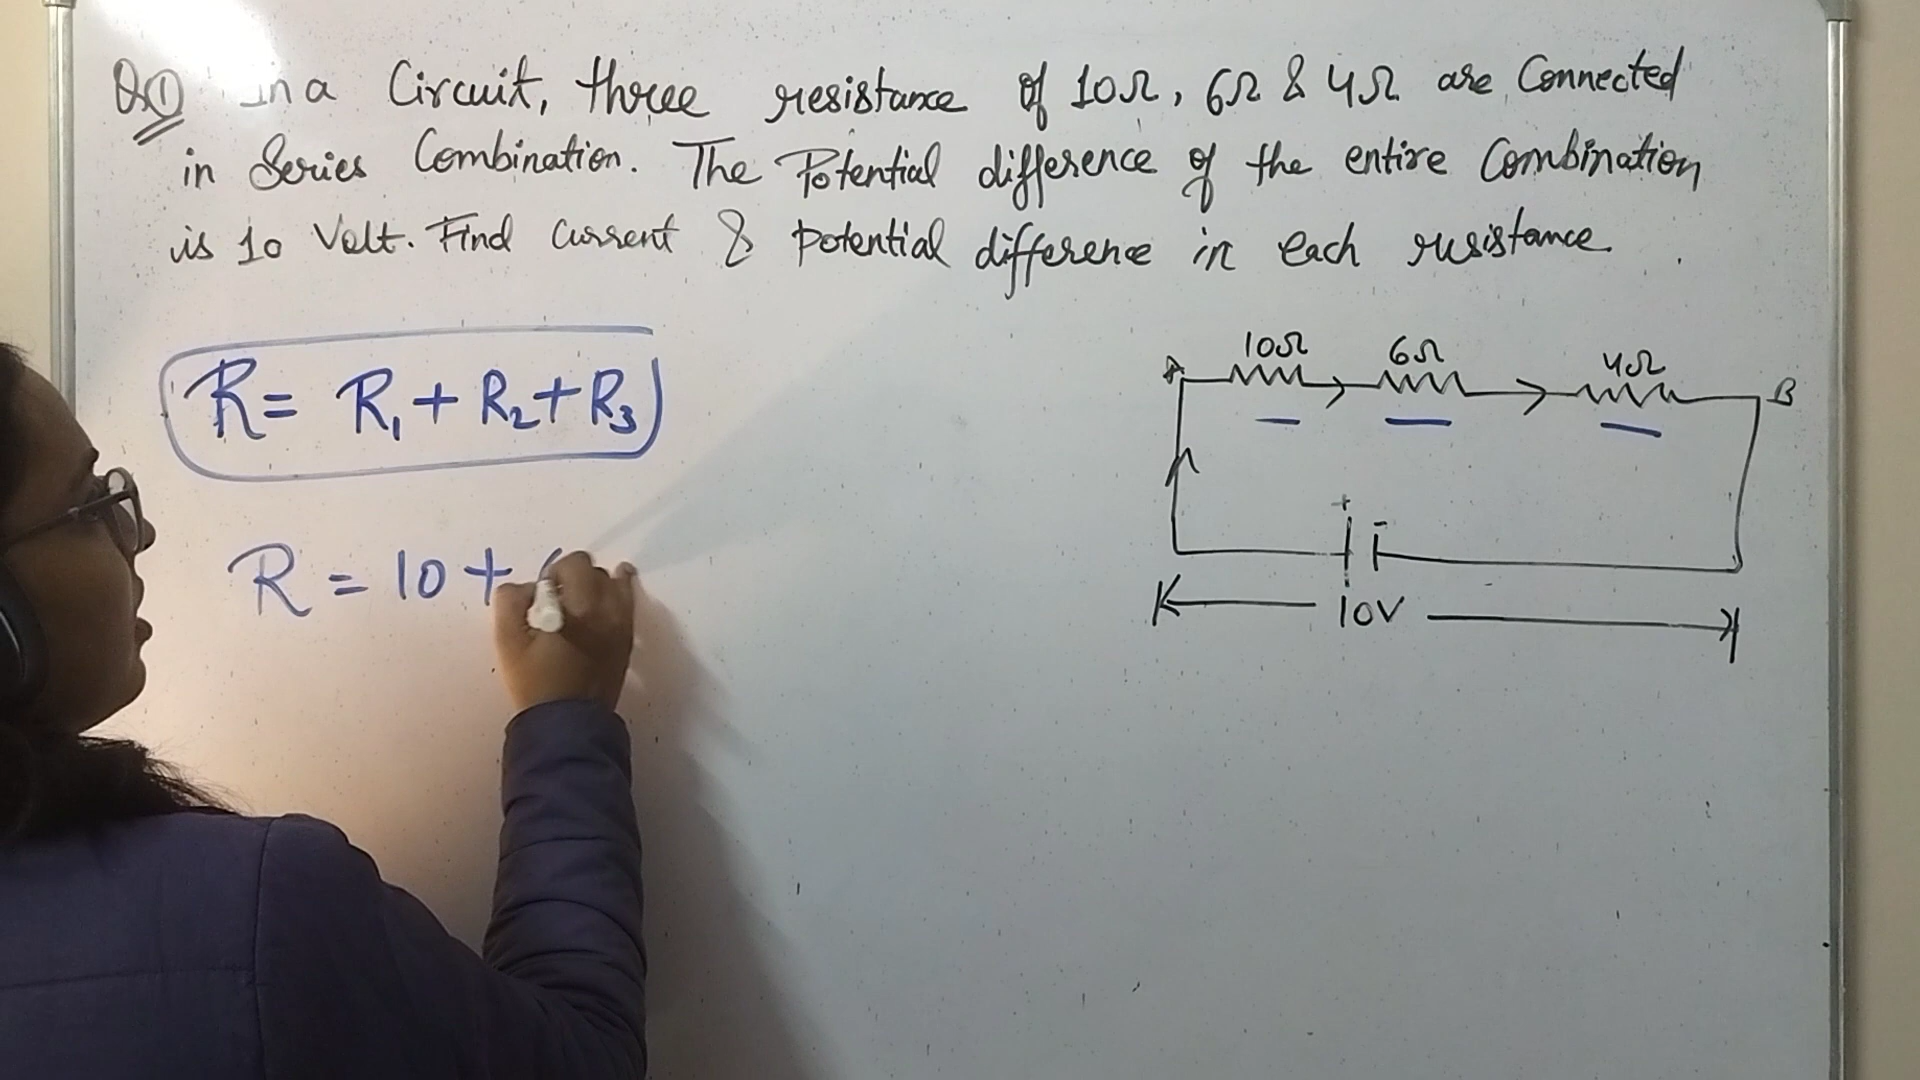 Q.1 In a Circuit, three resistance of 10Ω, 6Ω & 4Ω are Connected
in Series Combination. The Potential difference of the entire Combination
is 10 Volt. Find current & potential difference in each resistance.
R = R₁ + R₂ + R₃
R = 10 +
10Ω 6Ω 4Ω
A B
+ -
10V